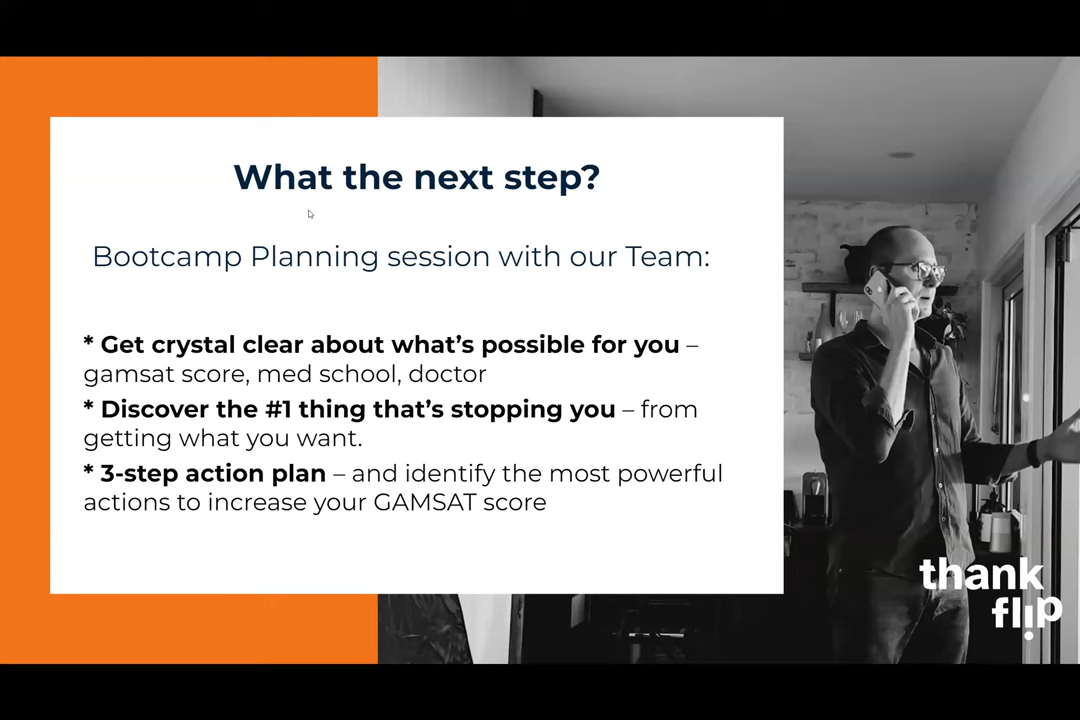 What the next step?
Bootcamp Planning session with our Team:
* Get crystal clear about what's possible for you –
gamsat score, med school, doctor
* Discover the #1 thing that's stopping you – from
getting what you want.
* 3-step action plan – and identify the most powerful
actions to increase your GAMSAT score
thank
flip